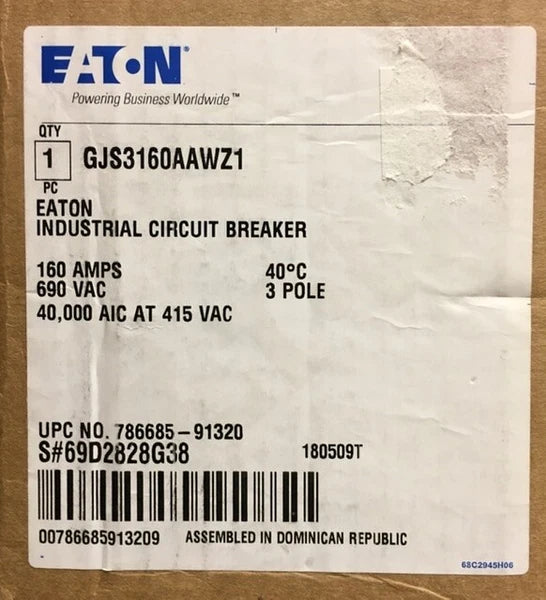 EATON
Powering Business Worldwide™
QTY
1 GJS3160AAWZ1
PC
EATON
INDUSTRIAL CIRCUIT BREAKER
160 AMPS 40°C
690 VAC 3 POLE
40,000 AIC AT 415 VAC
UPC NO. 786685-91320
S#69D2828G38 180509T
00786685913209 ASSEMBLED IN DOMINICAN REPUBLIC
68C2945H06